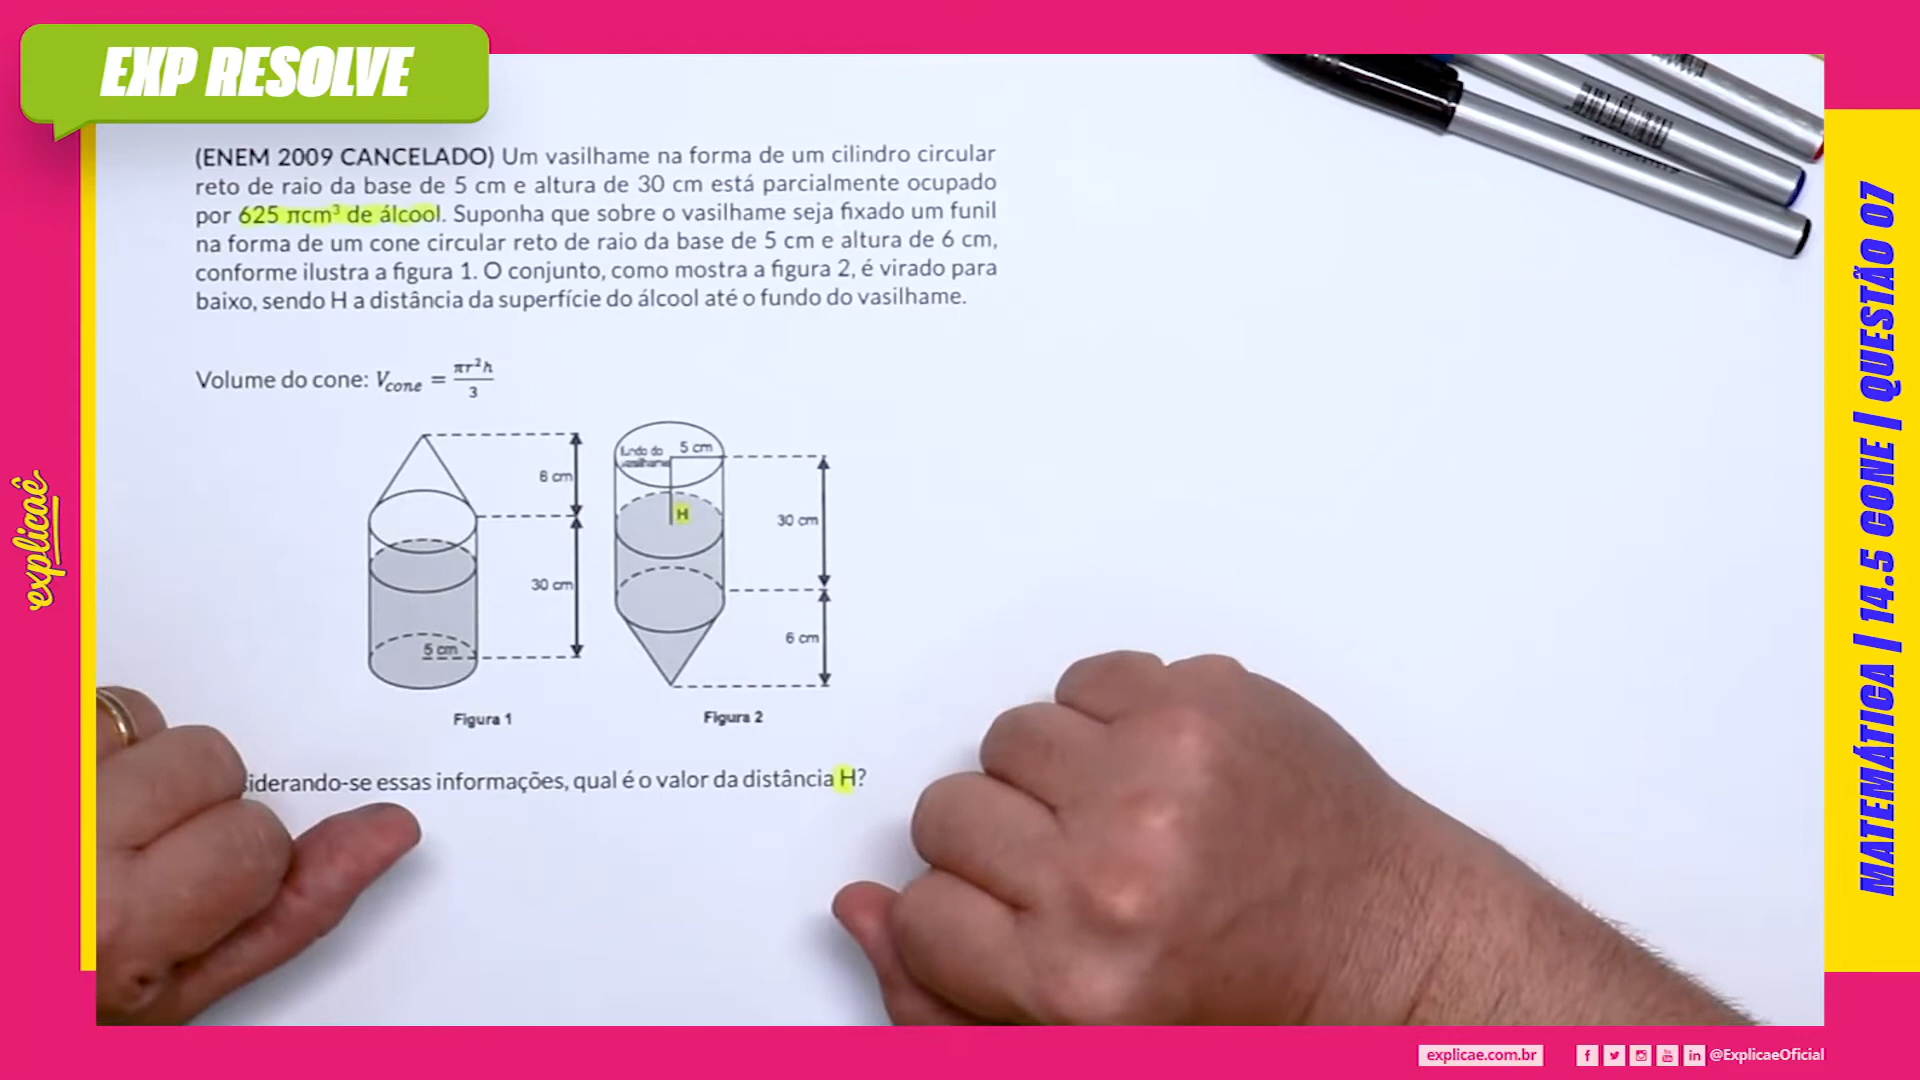 EXP RESOLVE
(ENEM 2009 CANCELADO) Um vasilhame na forma de um cilindro circular
reto de raio da base de 5 cm e altura de 30 cm está parcialmente ocupado
por 625 πcm³ de álcool. Suponha que sobre o vasilhame seja fixado um funil
na forma de um cone circular reto de raio da base de 5 cm e altura de 6 cm,
conforme ilustra a figura 1. O conjunto, como mostra a figura 2, é virado para
baixo, sendo H a distância da superfície do álcool até o fundo do vasilhame.
Volume do cone: Vcone = πr²h/3
6 cm
30 cm
5 cm
Figura 1
fundo do
vasilhame
5 cm
H
30 cm
6 cm
Figura 2
siderando-se essas informações, qual é o valor da distância H?
explicaê
MATEMÁTICA | 14.5 CONE | QUESTÃO 07
explicae.com.br
@ExplicaeOficial